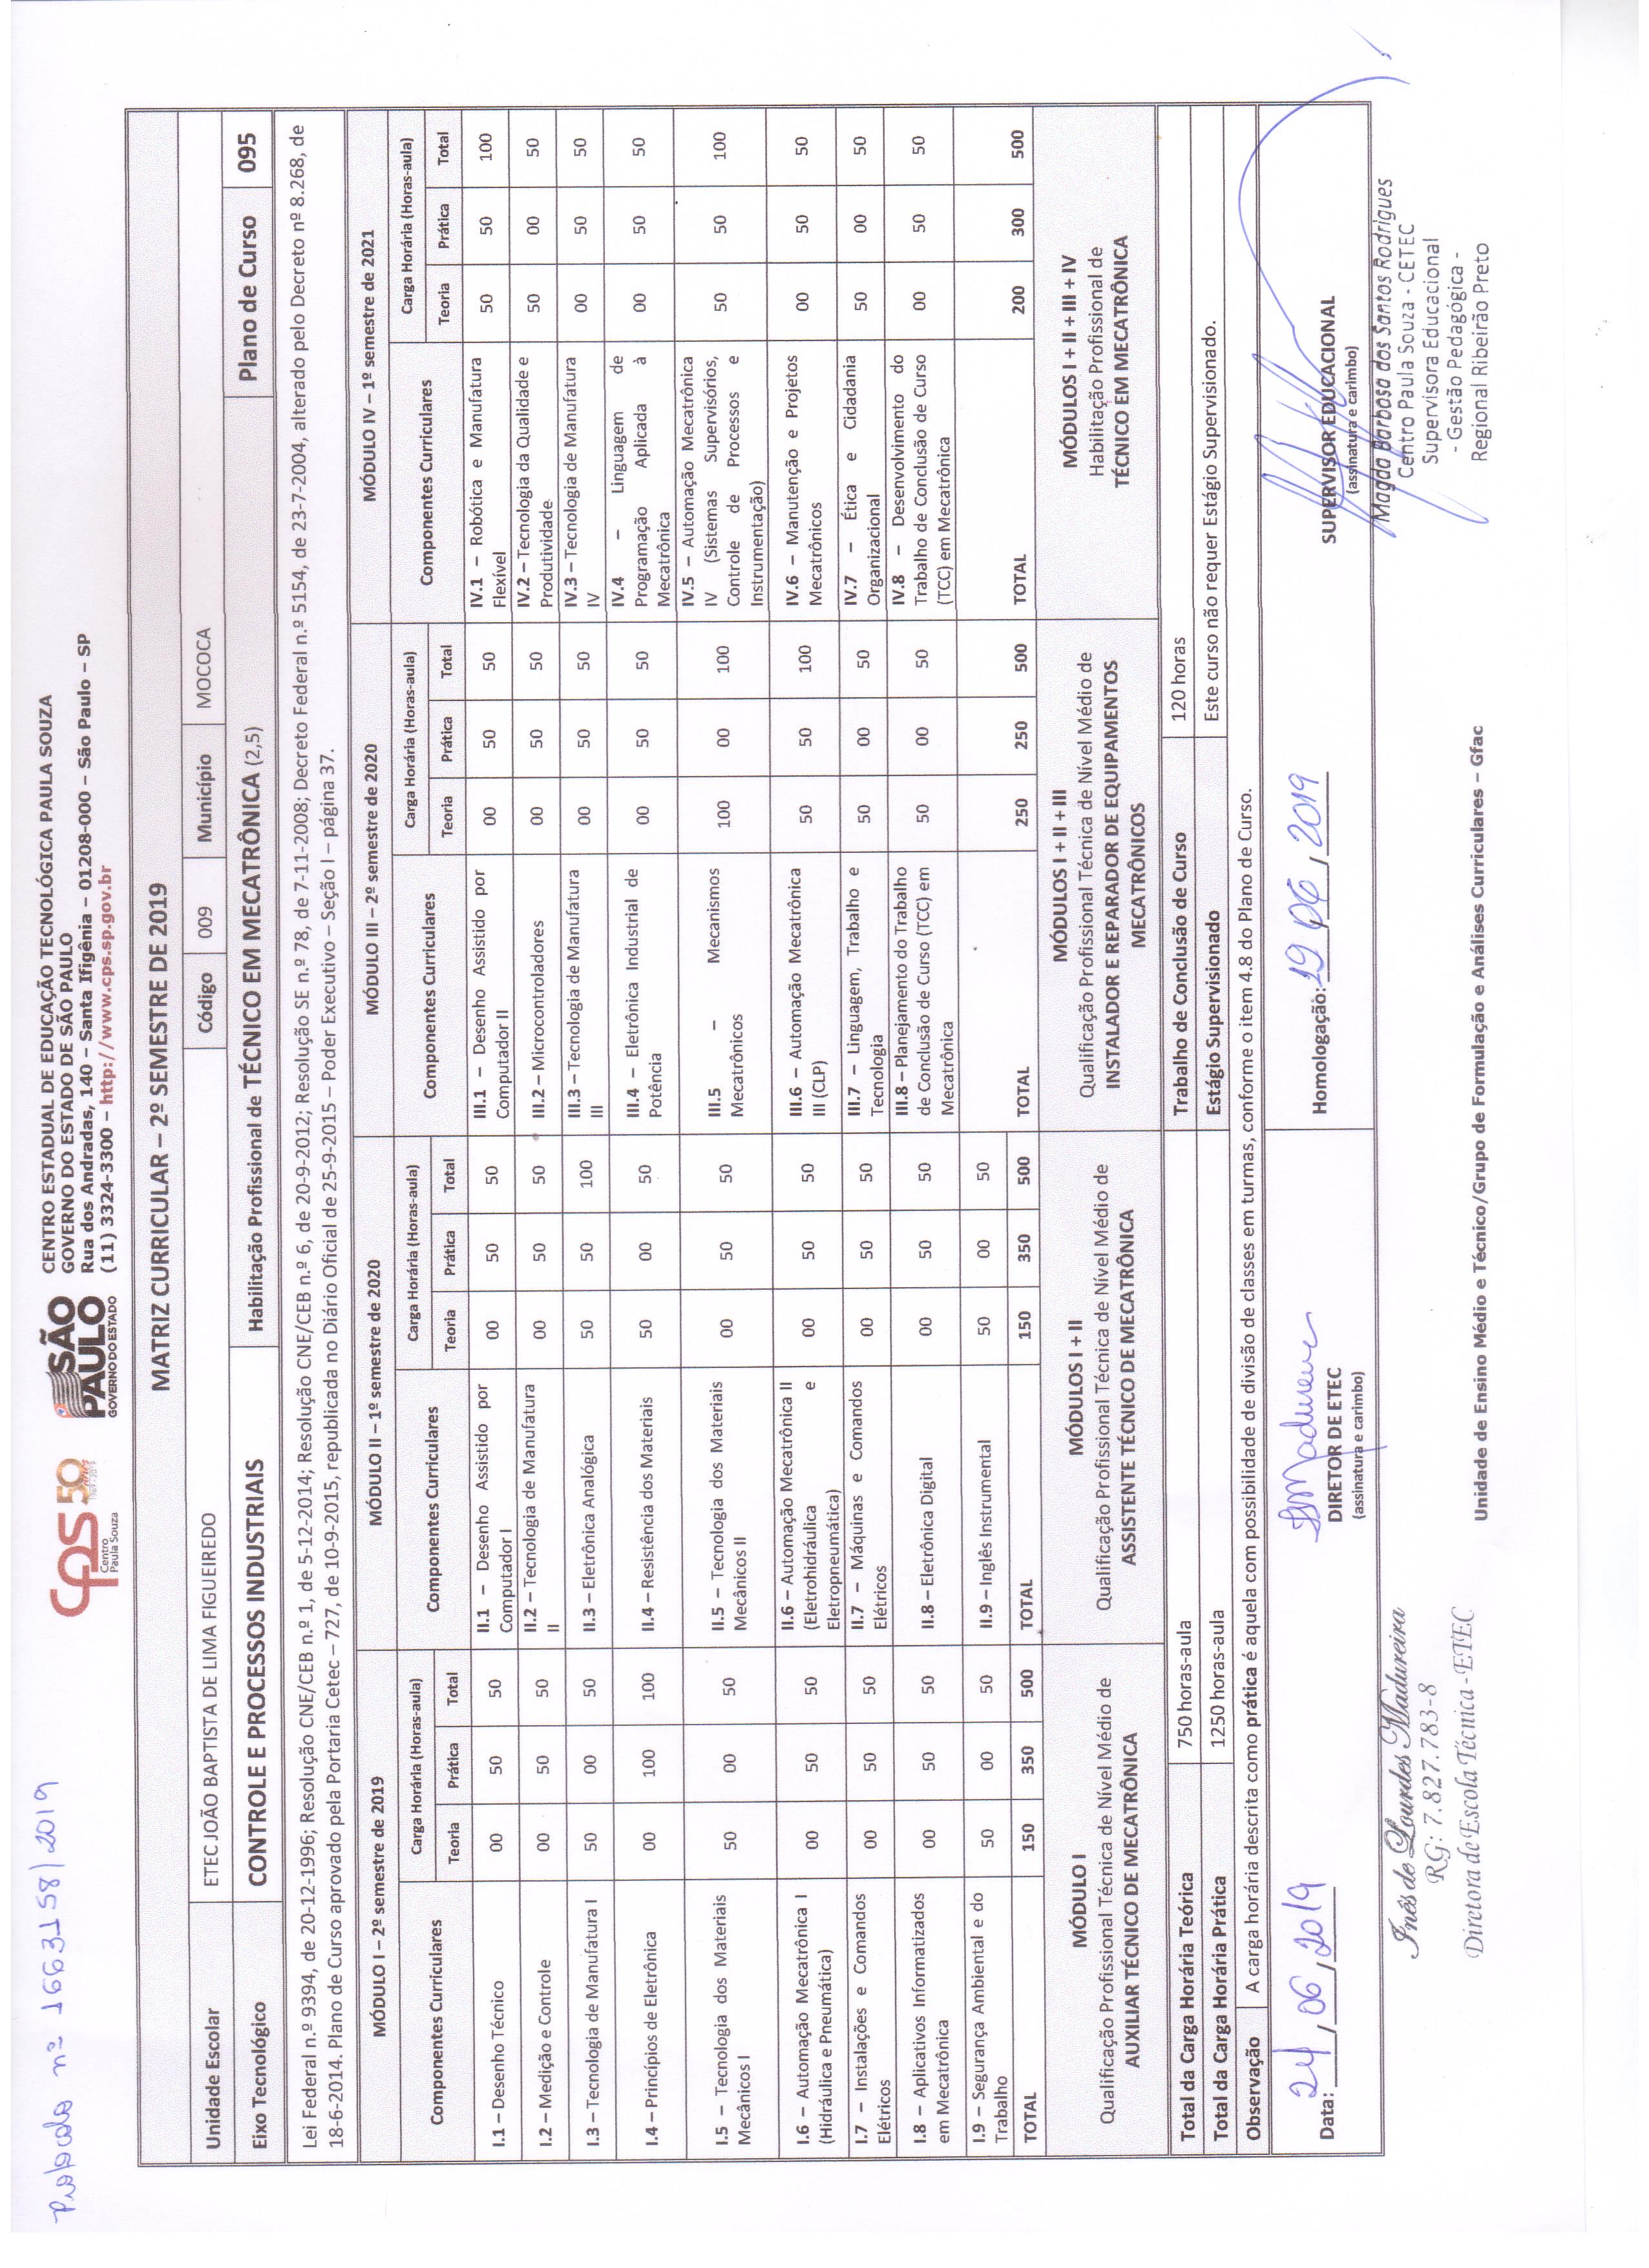 Protocolo nº 1663158/2019
CPS 50 anos
1969-2019
Centro
Paula Souza
SÃO
PAULO
GOVERNO DO ESTADO
CENTRO ESTADUAL DE EDUCAÇÃO TECNOLÓGICA PAULA SOUZA
GOVERNO DO ESTADO DE SÃO PAULO
Rua dos Andradas, 140 – Santa Ifigênia – 01208-000 – São Paulo – SP
(11) 3324-3300 – http://www.cps.sp.gov.br
MATRIZ CURRICULAR – 2º SEMESTRE DE 2019
Unidade Escolar ETEC JOÃO BAPTISTA DE LIMA FIGUEIREDO Código 009 Município MOCOCA
Eixo Tecnológico CONTROLE E PROCESSOS INDUSTRIAIS Habilitação Profissional de TÉCNICO EM MECATRÔNICA (2,5) Plano de Curso 095
Lei Federal n.º 9394, de 20-12-1996; Resolução CNE/CEB n.º 1, de 5-12-2014; Resolução CNE/CEB n.º 6, de 20-9-2012; Resolução SE n.º 78, de 7-11-2008; Decreto Federal n.º 5154, de 23-7-2004, alterado pelo Decreto nº 8.268, de
18-6-2014. Plano de Curso aprovado pela Portaria Cetec – 727, de 10-9-2015, republicada no Diário Oficial de 25-9-2015 – Poder Executivo – Seção I – página 37.
MÓDULO I – 2º semestre de 2019
Componentes Curriculares
Carga Horária (Horas-aula)
Teoria Prática Total
I.1 – Desenho Técnico 00 50 50
I.2 – Medição e Controle 00 50 50
I.3 – Tecnologia de Manufatura I 50 00 50
I.4 – Princípios de Eletrônica 00 100 100
I.5 – Tecnologia dos Materiais
Mecânicos I 50 00 50
I.6 – Automação Mecatrônica I
(Hidráulica e Pneumática) 00 50 50
I.7 – Instalações e Comandos
Elétricos 00 50 50
I.8 – Aplicativos Informatizados
em Mecatrônica 00 50 50
I.9 – Segurança Ambiental e do
Trabalho 50 00 50
TOTAL 150 350 500
MÓDULO II – 1º semestre de 2020
Componentes Curriculares
Carga Horária (Horas-aula)
Teoria Prática Total
II.1 – Desenho Assistido por
Computador I 00 50 50
II.2 – Tecnologia de Manufatura
II 00 50 50
II.3 – Eletrônica Analógica 50 50 100
II.4 – Resistência dos Materiais 50 00 50
II.5 – Tecnologia dos Materiais
Mecânicos II 00 50 50
II.6 – Automação Mecatrônica II
(Eletrohidráulica e
Eletropneumática) 00 50 50
II.7 – Máquinas e Comandos
Elétricos 00 50 50
II.8 – Eletrônica Digital 00 50 50
II.9 – Inglês Instrumental 50 00 50
TOTAL 150 350 500
MÓDULO III – 2º semestre de 2020
Componentes Curriculares
Carga Horária (Horas-aula)
Teoria Prática Total
III.1 – Desenho Assistido por
Computador II 00 50 50
III.2 – Microcontroladores 00 50 50
III.3 – Tecnologia de Manufatura
III 00 50 50
III.4 – Eletrônica Industrial de
Potência 00 50 50
III.5 – Mecanismos
Mecatrônicos 100 00 100
III.6 – Automação Mecatrônica
III (CLP) 50 50 100
III.7 – Linguagem, Trabalho e
Tecnologia 50 00 50
III.8 – Planejamento do Trabalho
de Conclusão de Curso (TCC) em
Mecatrônica 50 00 50
TOTAL 250 250 500
MÓDULO IV – 1º semestre de 2021
Componentes Curriculares
Carga Horária (Horas-aula)
Teoria Prática Total
IV.1 – Robótica e Manufatura
Flexível 50 50 100
IV.2 – Tecnologia da Qualidade e
Produtividade 50 00 50
IV.3 – Tecnologia de Manufatura
IV 00 50 50
IV.4 – Linguagem de
Programação Aplicada à
Mecatrônica 00 50 50
IV.5 – Automação Mecatrônica
IV (Sistemas Supervisórios,
Controle de Processos e
Instrumentação) 50 50 100
IV.6 – Manutenção e Projetos
Mecatrônicos 00 50 50
IV.7 – Ética e Cidadania
Organizacional 50 00 50
IV.8 – Desenvolvimento do
Trabalho de Conclusão de Curso
(TCC) em Mecatrônica 00 50 50
TOTAL 200 300 500
MÓDULO I
Qualificação Profissional Técnica de Nível Médio de
AUXILIAR TÉCNICO DE MECATRÔNICA
MÓDULOS I + II
Qualificação Profissional Técnica de Nível Médio de
ASSISTENTE TÉCNICO DE MECATRÔNICA
MÓDULOS I + II + III
Qualificação Profissional Técnica de Nível Médio de
INSTALADOR E REPARADOR DE EQUIPAMENTOS
MECATRÔNICOS
MÓDULOS I + II + III + IV
Habilitação Profissional de
TÉCNICO EM MECATRÔNICA
Total da Carga Horária Teórica 750 horas-aula
Total da Carga Horária Prática 1250 horas-aula
Trabalho de Conclusão de Curso 120 horas
Estágio Supervisionado Este curso não requer Estágio Supervisionado.
Observação A carga horária descrita como prática é aquela com possibilidade de divisão de classes em turmas, conforme o item 4.8 do Plano de Curso.
Data: 24/06/2019
Madureira
DIRETOR DE ETEC
(assinatura e carimbo)
Homologação: 19/06/2019
SUPERVISOR EDUCACIONAL
(assinatura e carimbo)
Inês de Lourdes Madureira
RG: 7.827.783-8
Diretora de Escola Técnica - ETEC
Magda Barbosa dos Santos Rodrigues
Centro Paula Souza - CETEC
Supervisora Educacional
- Gestão Pedagógica -
Regional Ribeirão Preto
Unidade de Ensino Médio e Técnico/Grupo de Formulação e Análises Curriculares – Gfac